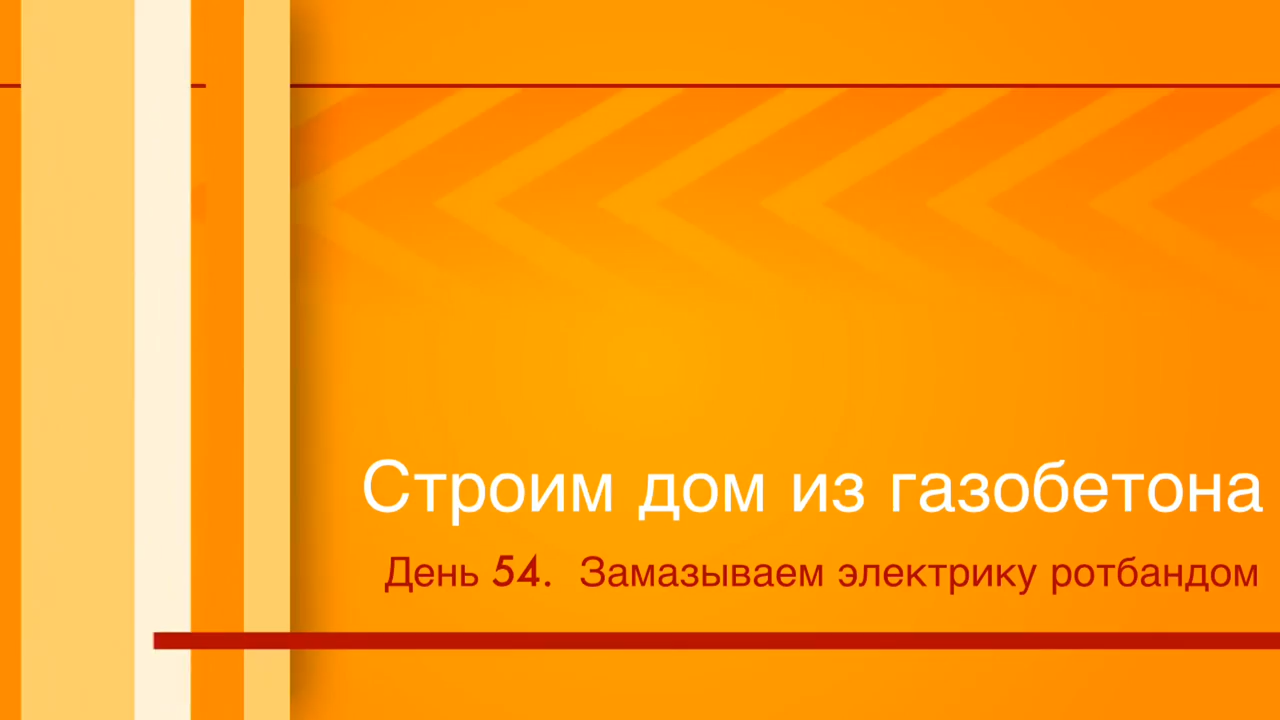 Строим дом из газобетона
День 54. Замазываем электрику ротбандом